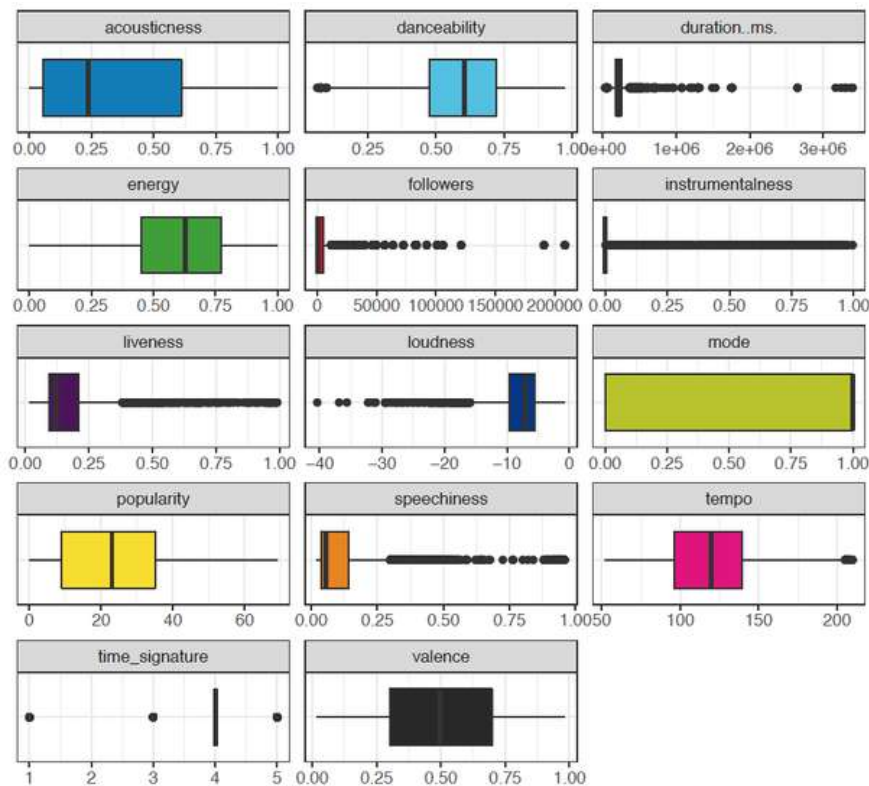 acousticness danceability duration..ms.
0.00 0.25 0.50 0.75 1.00 0.25 0.50 0.75 1.00 0e+00 1e+06 2e+06 3e+06
energy followers instrumentalness
0.00 0.25 0.50 0.75 1.00 0 50000 100000 150000 200000 0.00 0.25 0.50 0.75 1.00
liveness loudness mode
0.00 0.25 0.50 0.75 1.00 −40 −30 −20 −10 0 0.00 0.25 0.50 0.75 1.00
popularity speechiness tempo
0 20 40 60 0.00 0.25 0.50 0.75 1.00 50 100 150 200
time_signature valence
1 2 3 4 5 0.00 0.25 0.50 0.75 1.00